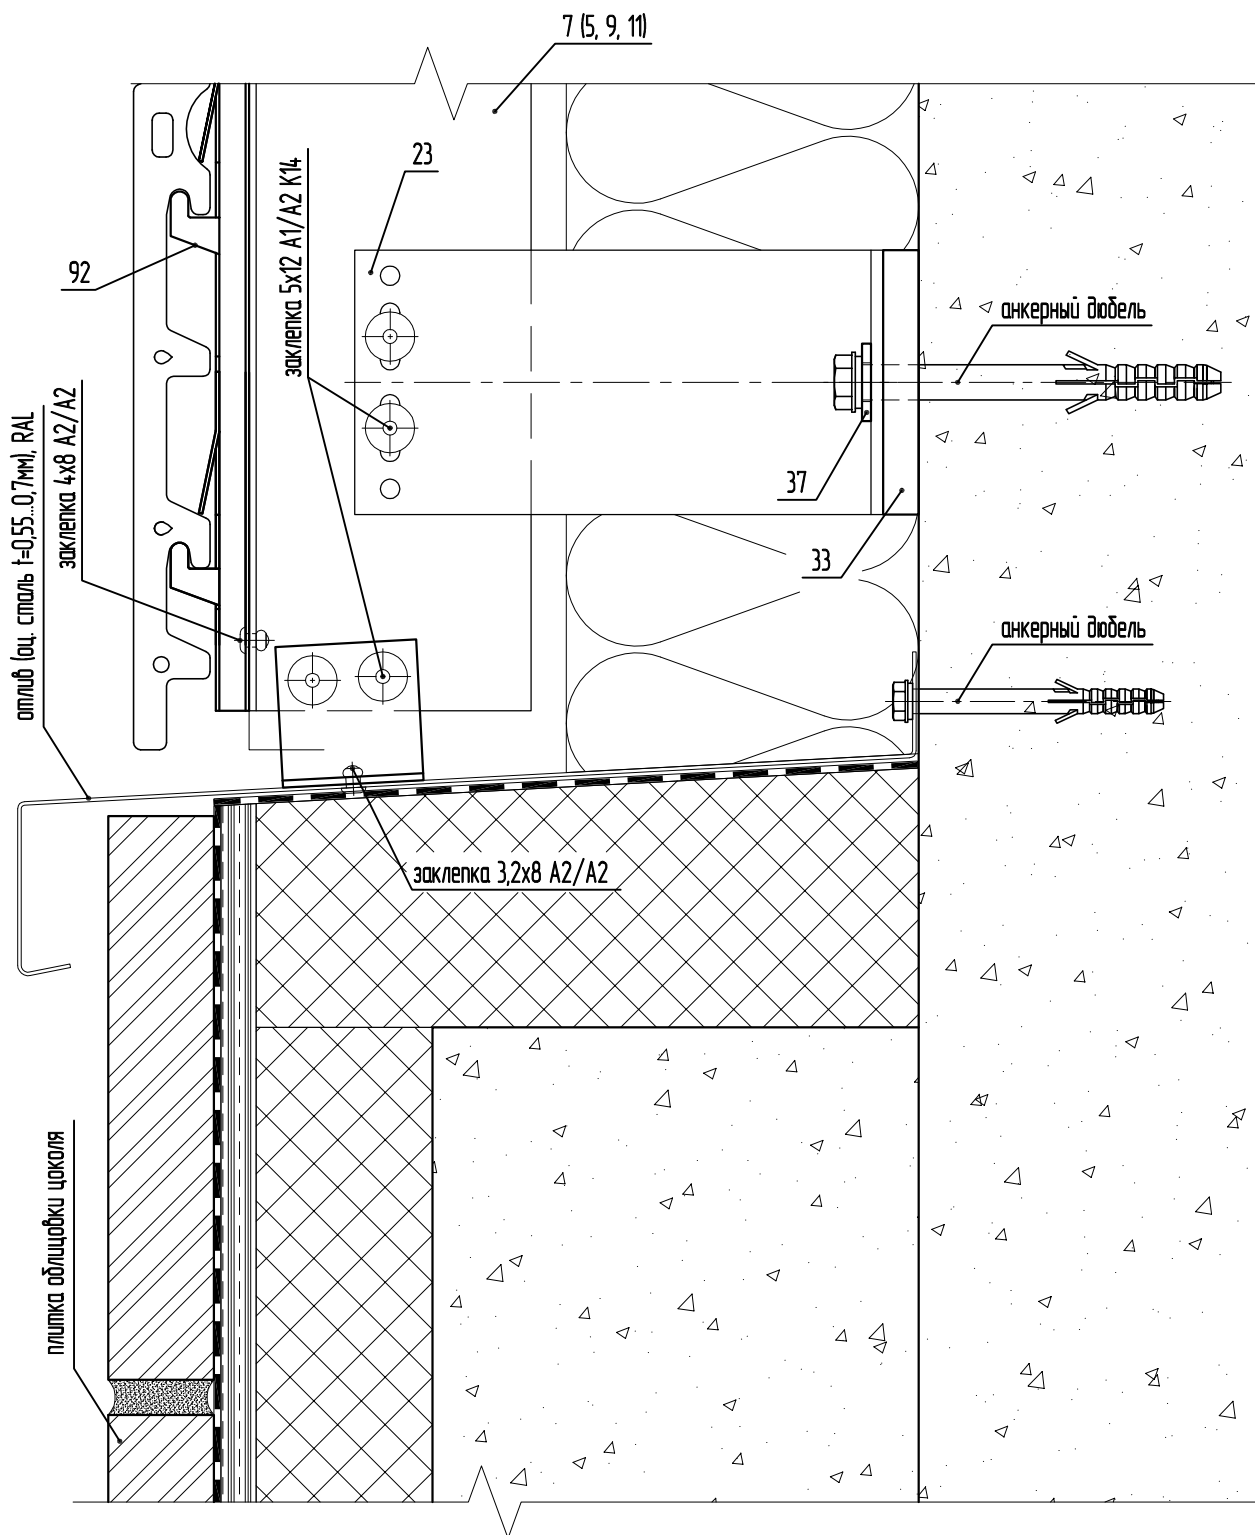 7 (5, 9, 11)
23
заклепка 5х12 А1/А2 К14
92
анкерный дюбель
заклепка 4х8 А2/А2
отлив (оц. сталь t=0,55...0,7мм), RAL
37
33
анкерный дюбель
заклепка 3,2х8 А2/А2
плитка облицовки цоколя